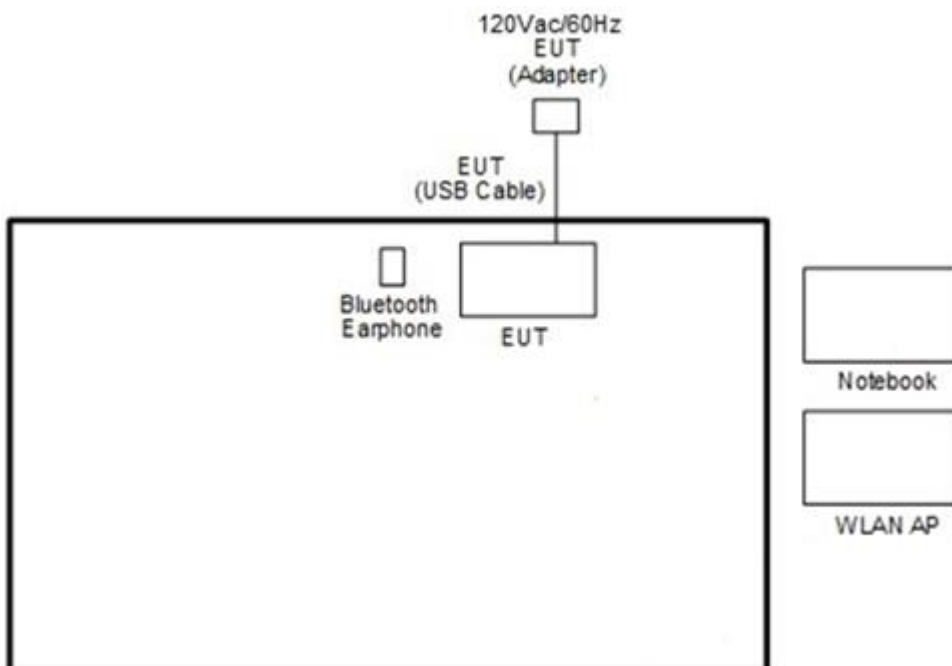 120Vac/60Hz
EUT
(Adapter)
EUT
(USB Cable)
Bluetooth
Earphone
EUT
Notebook
WLAN AP